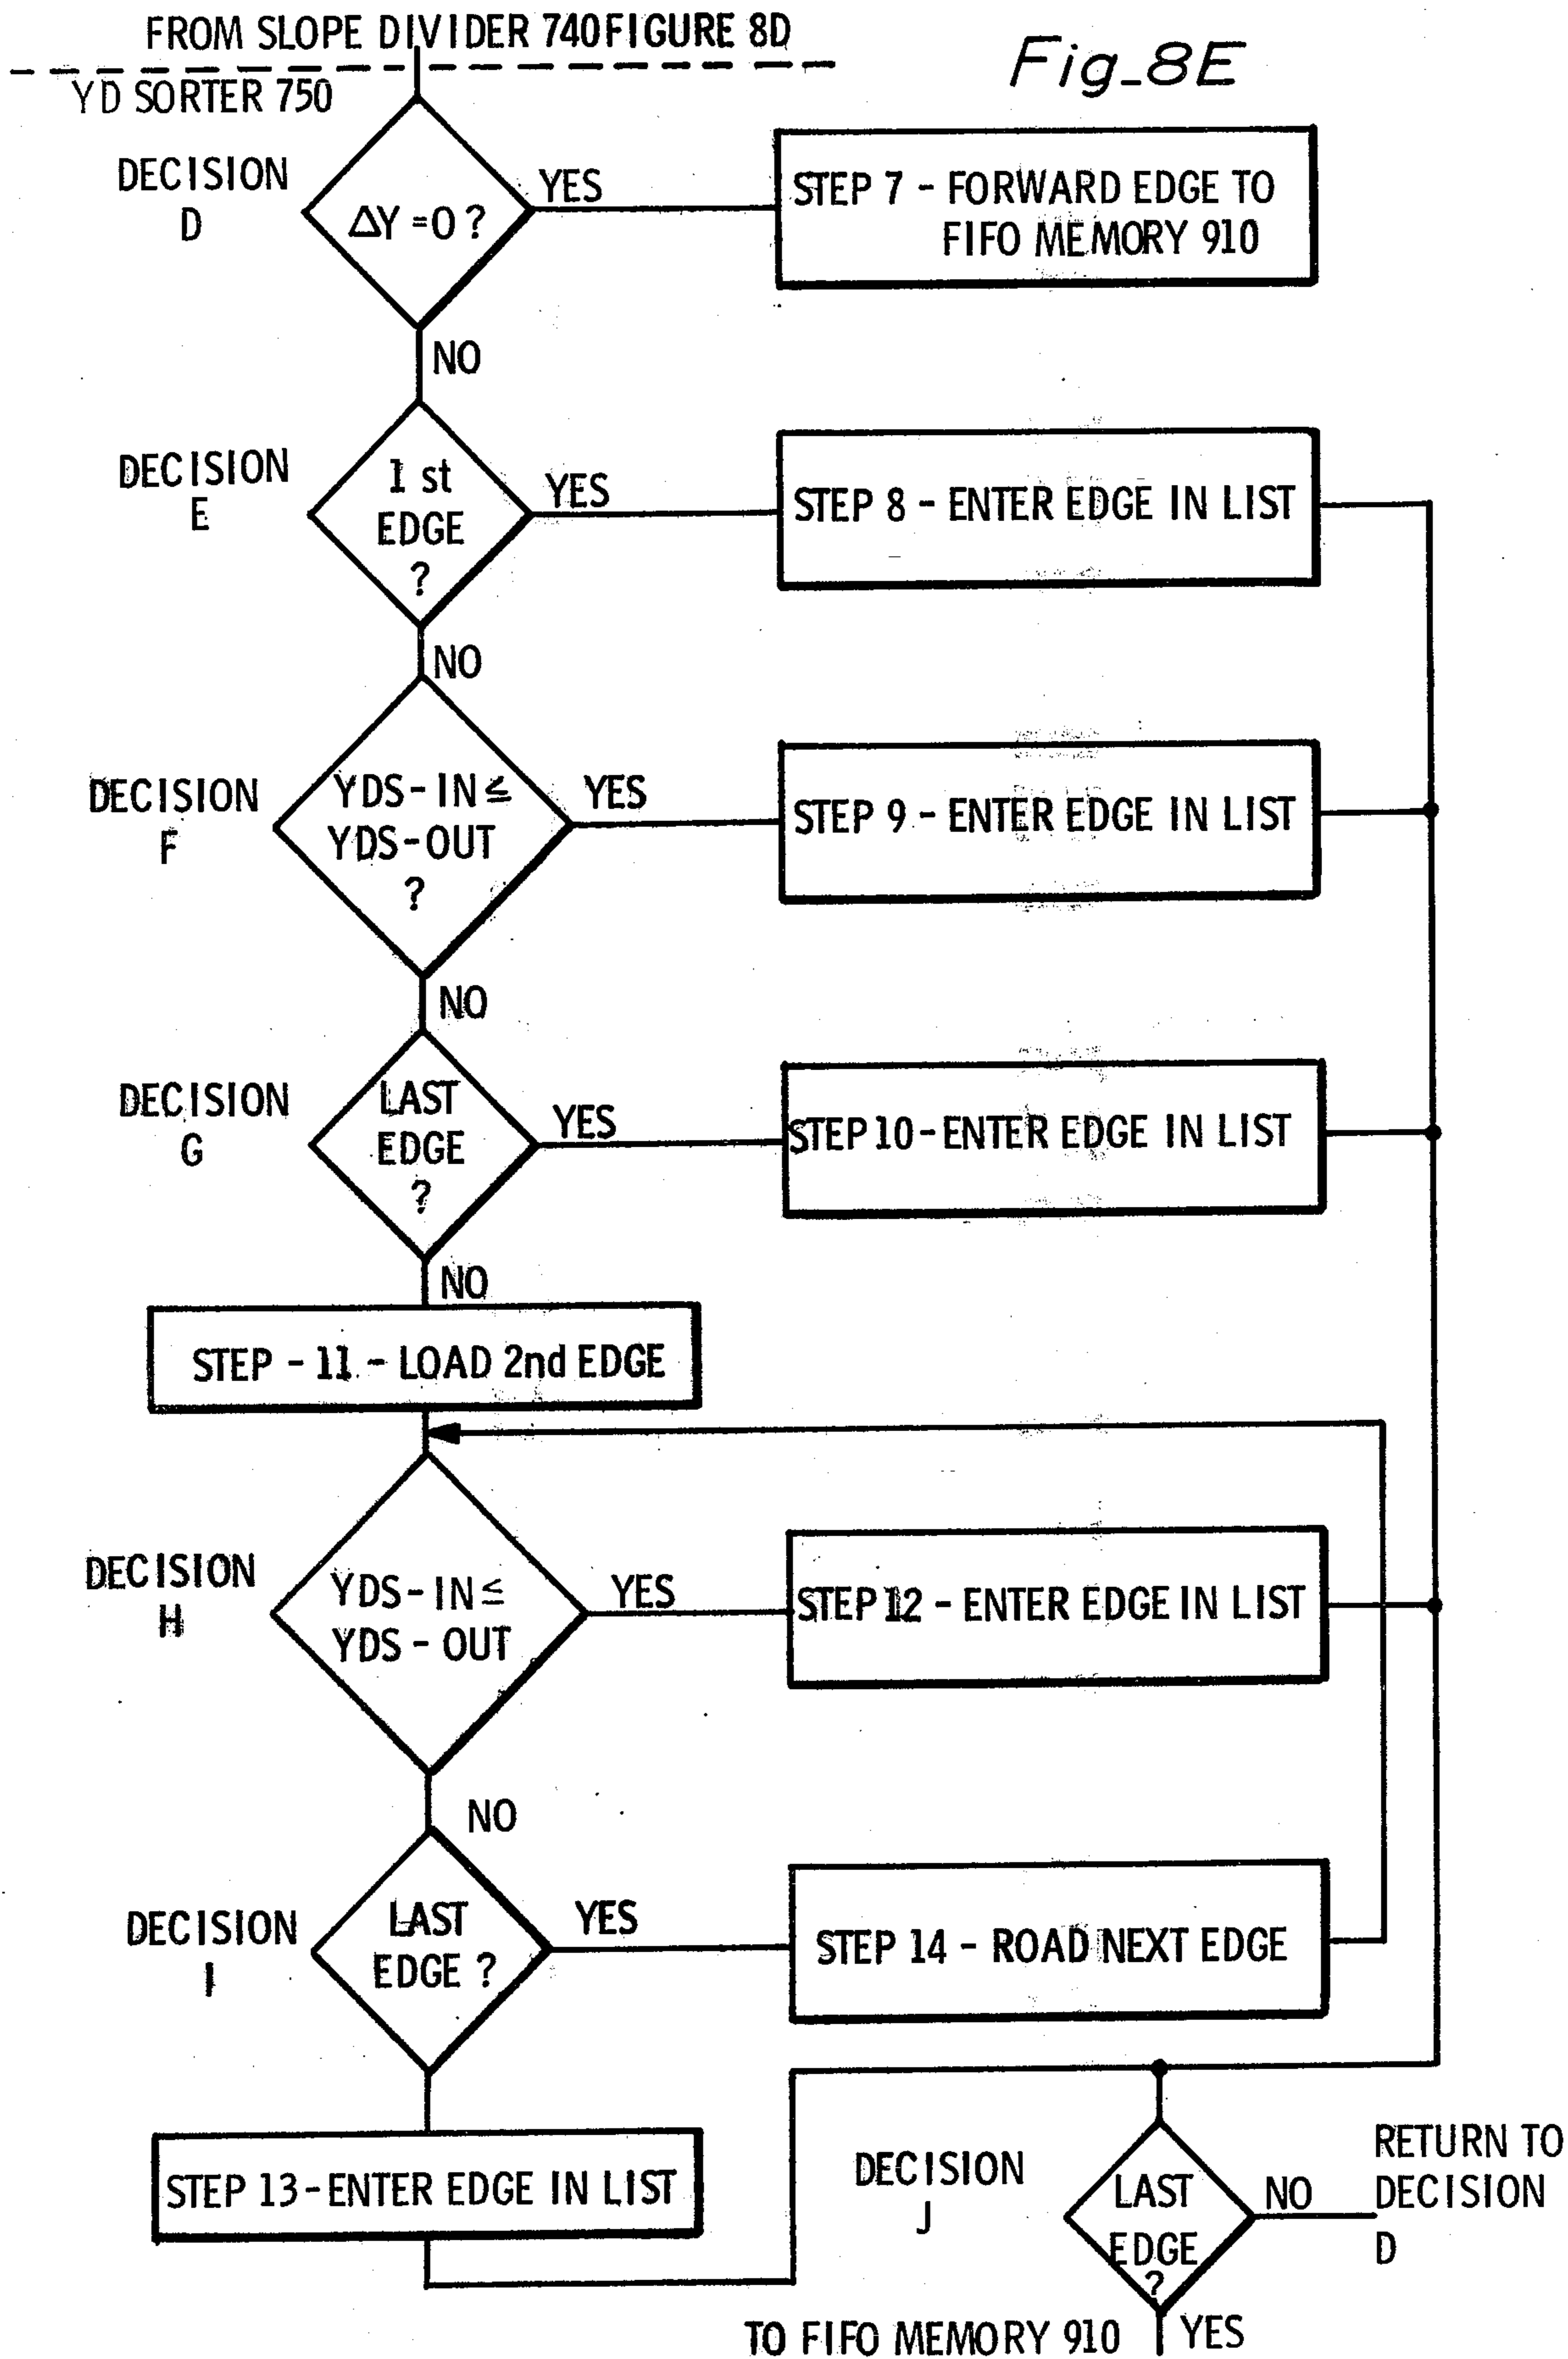 FROM SLOPE DIVIDER 740 FIGURE 8D
Fig_8E
YD SORTER 750
DECISION
D
ΔY =0 ?
YES
STEP 7 - FORWARD EDGE TO
FIFO MEMORY 910
NO
DECISION
E
1 st
EDGE
?
YES
STEP 8 - ENTER EDGE IN LIST
NO
DECISION
F
YDS-IN ≤
YDS-OUT
?
YES
STEP 9 - ENTER EDGE IN LIST
NO
DECISION
G
LAST
EDGE
?
YES
STEP 10 - ENTER EDGE IN LIST
NO
STEP - 11 - LOAD 2nd EDGE
DECISION
H
YDS-IN ≤
YDS - OUT
YES
STEP 12 - ENTER EDGE IN LIST
NO
DECISION
I
LAST
EDGE ?
YES
STEP 14 - ROAD NEXT EDGE
STEP 13 - ENTER EDGE IN LIST
DECISION
J
LAST
EDGE
?
NO
RETURN TO
DECISION
D
TO FIFO MEMORY 910
YES